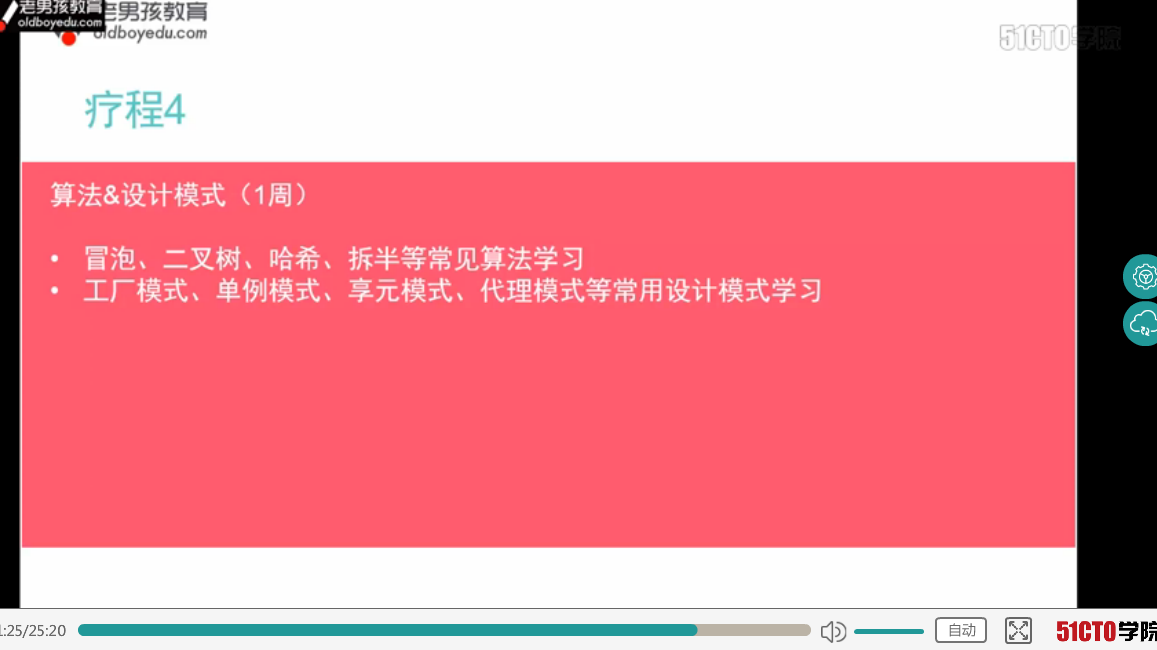 老男孩教育
oldboyedu.com
老男孩教育
oldboyedu.com
51CTO学院
疗程4
算法&设计模式（1周）
• 冒泡、二叉树、哈希、拆半等常见算法学习
• 工厂模式、单例模式、享元模式、代理模式等常用设计模式学习
1:25/25:20
自动
51CTO学院